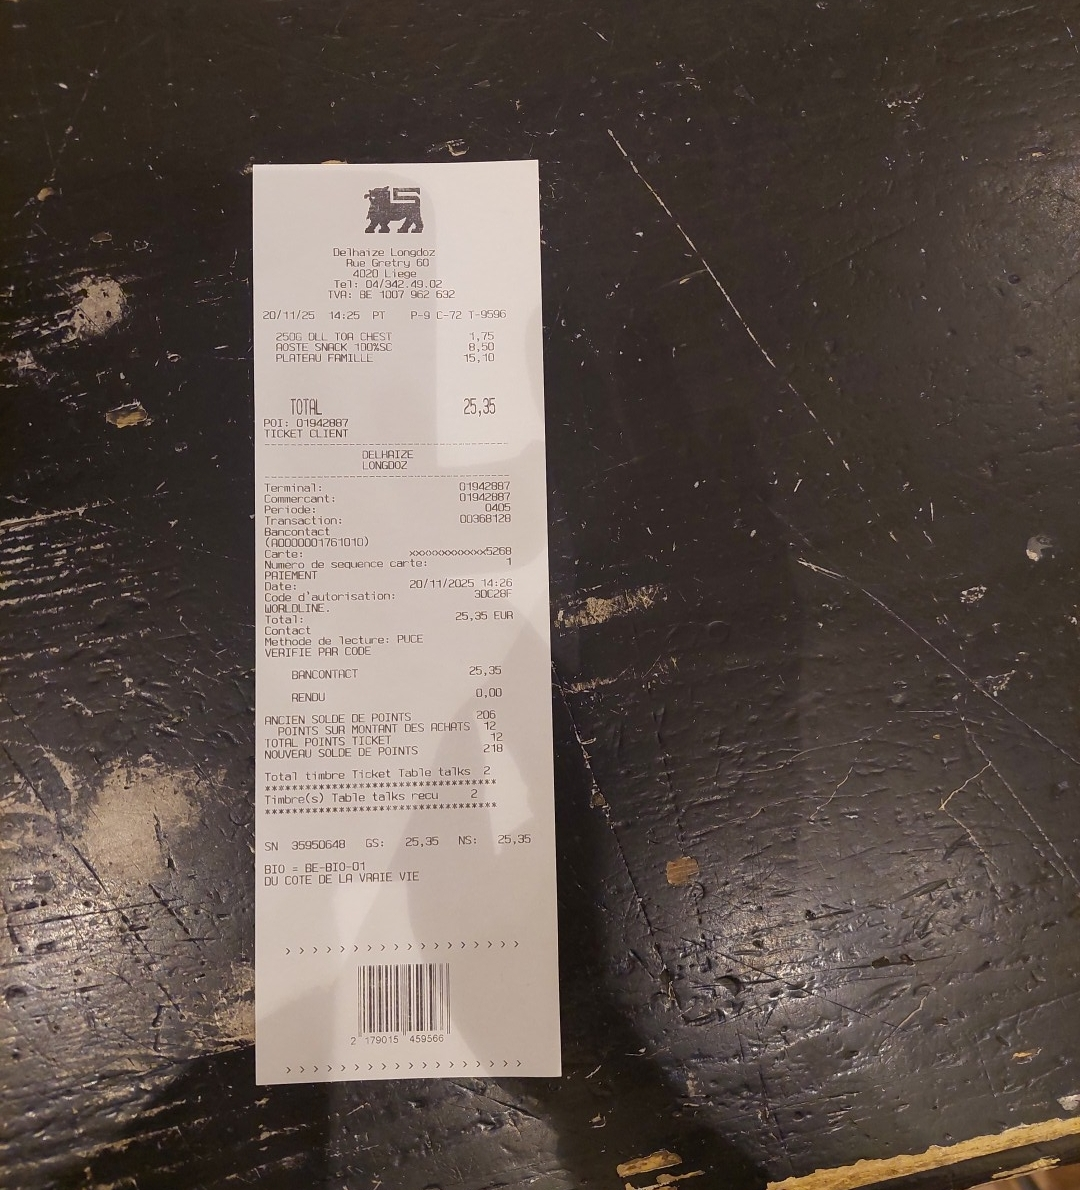 Delhaize Longdoz
Rue Gretry 60
4020 Liege
Tel: 04/342.49.02
TVA: BE 1007 962 632
20/11/25 14:25 PT P-9 C-72 T-9596
250G DLL TOA CHEST 1,75
AOSTE SNACK 100%SC 8,50
PLATEAU FAMILLE 15,10
TOTAL 25,35
POI: 01942887
TICKET CLIENT
DELHAIZE
LONGDOZ
Terminal: 01942887
Commercant: 01942887
Periode: 0405
Transaction: 00368128
Bancontact
(A0000001761010)
Carte: xxxxxxxxxxxx5268
Numero de sequence carte: 1
PAIEMENT
Date: 20/11/2025 14:26
Code d'autorisation: 3DC28F
WORLDLINE.
Total: 25,35 EUR
Contact
Methode de lecture: PUCE
VERIFIE PAR CODE
BANCONTACT 25,35
RENDU 0,00
ANCIEN SOLDE DE POINTS 206
POINTS SUR MONTANT DES ACHATS 12
TOTAL POINTS TICKET 12
NOUVEAU SOLDE DE POINTS 218
Total timbre Ticket Table talks 2
**********************************
Timbre(s) Table talks recu 2
**********************************
SN 35950648 GS: 25,35 NS: 25,35
BIO = BE-BIO-01
DU COTE DE LA VRAIE VIE
> > > > > > > > > > > > > > > > > >
2 179015 459566
> > > > > > > > > > > > > > > > > >